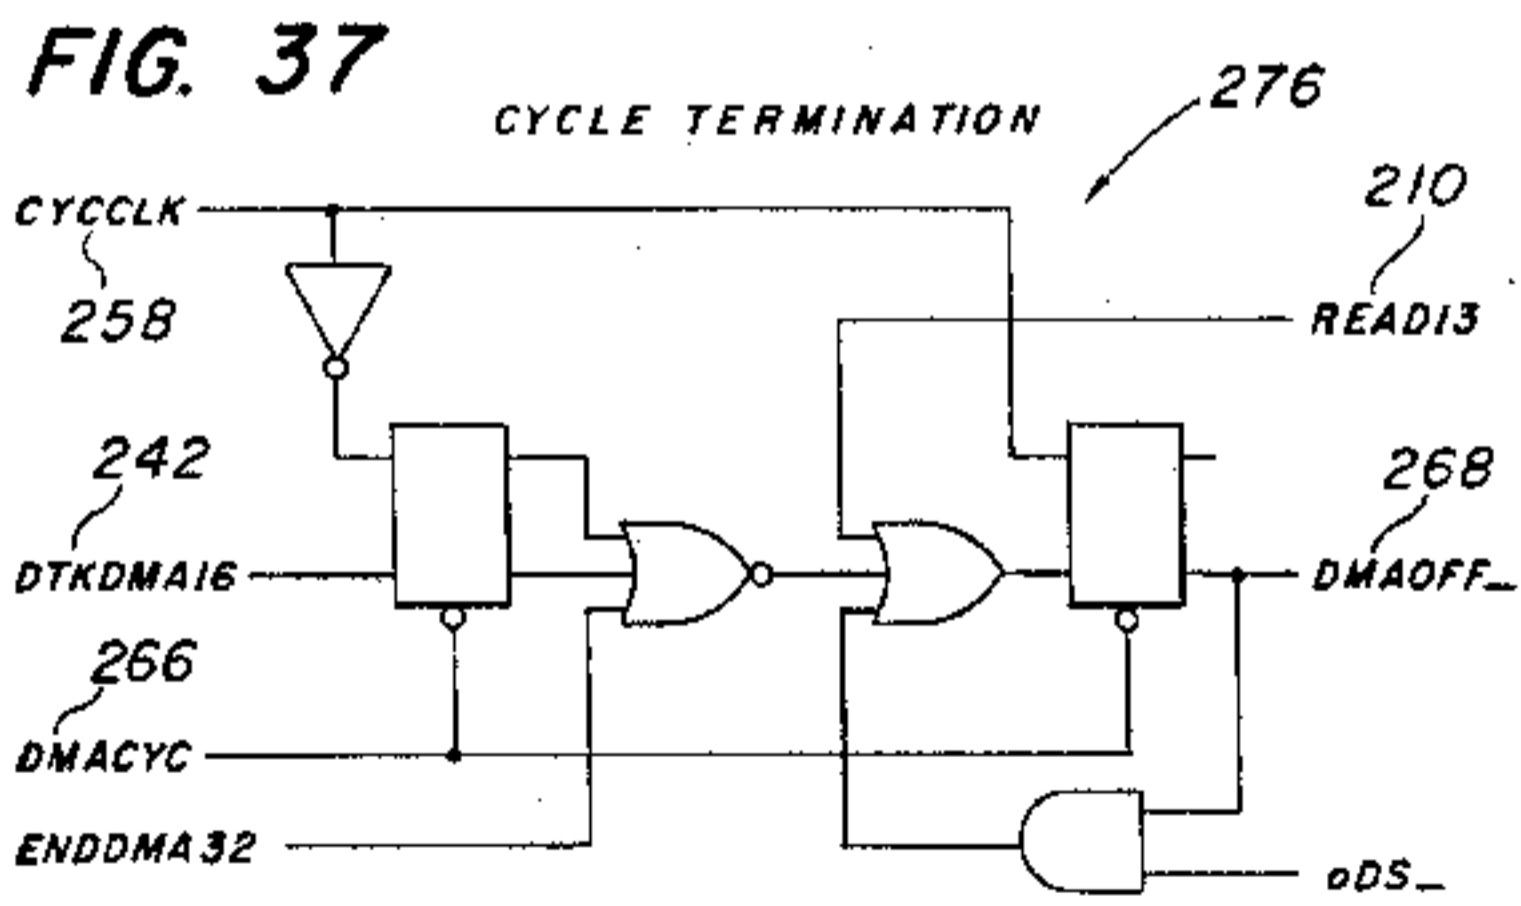 FIG. 37
CYCLE TERMINATION
276
CYCCLK
210
258
READ13
242
268
DTKDMA16
DMAOFF_
266
DMACYC
ENDDMA32
oDS_